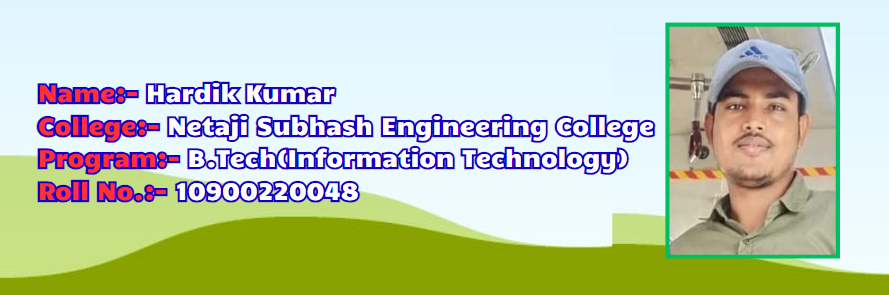 Name:- Hardik Kumar
College:- Netaji Subhash Engineering College
Program:- B.Tech(Information Technology)
Roll No.:- 10900220048